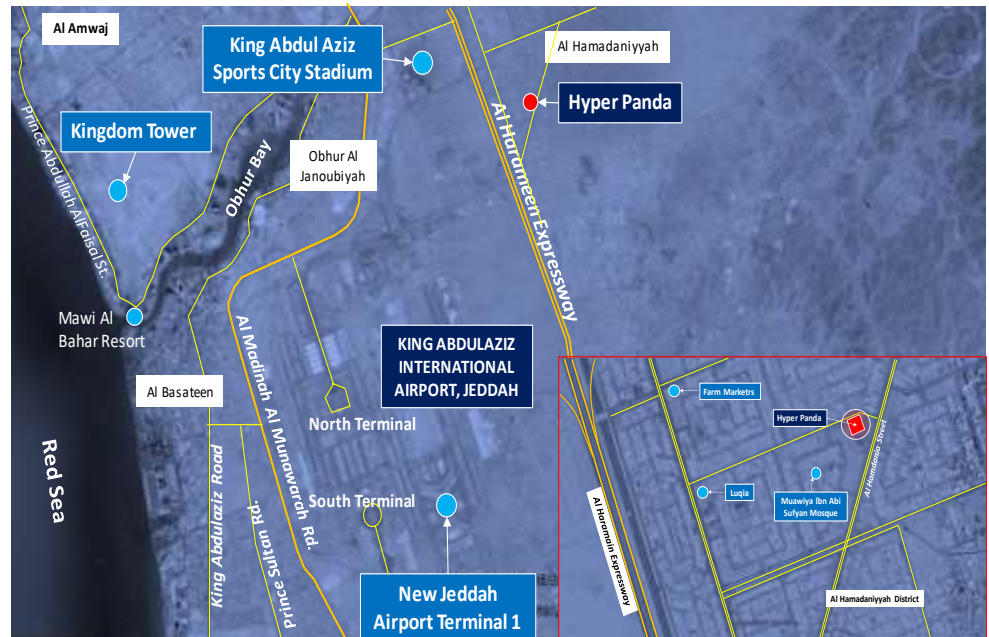 Al Amwaj
King Abdul Aziz
Sports City Stadium
Al Hamadaniyyah
Hyper Panda
Kingdom Tower
Prince Abdullah AlFaisal St.
Obhur Bay
Obhur Al
Janoubiyah
Al Harameen Expressway
Mawi Al
Bahar Resort
KING ABDULAZIZ
INTERNATIONAL
AIRPORT, JEDDAH
Al Basateen
Al Madinah Al Munawarah Rd.
North Terminal
Red Sea
King Abdulaziz Road
Prince Sultan Rd.
South Terminal
New Jeddah
Airport Terminal 1
Farm Marketrs
Hyper Panda
Al Hamdania Street
Luqia
Muawiya Ibn Abi
Sufyan Mosque
Al Haramain Expressway
Al Hamadaniyyah District